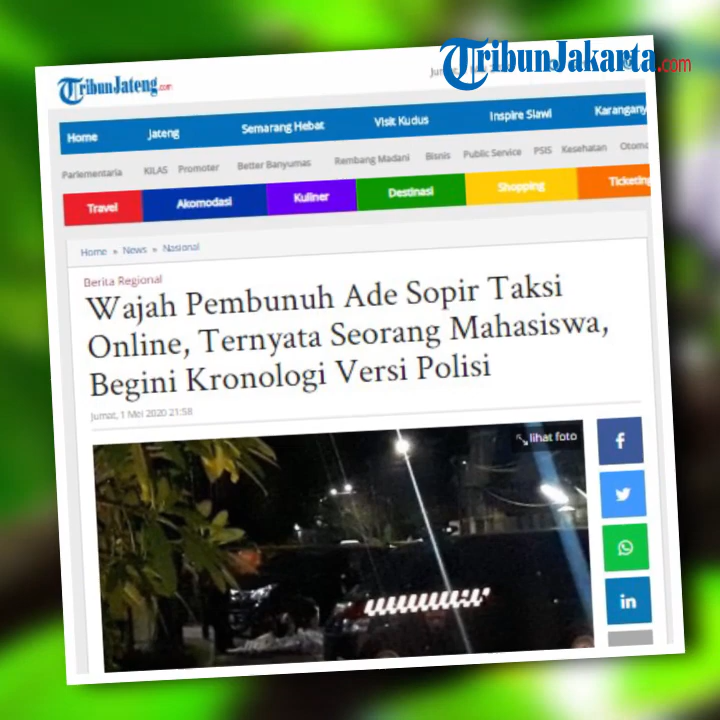 TribunJakarta.com
TribunJateng.com
Home Jateng Semarang Hebat Visit Kudus Inspire Slawi
Parlementaria KILAS Promoter Better Banyumas Rembang Madani Bisnis Public Service PSIS Kesehatan
Travel Akomodasi Kuliner Destinasi Shopping Ticketing
Home » News » Nasional
Berita Regional
Wajah Pembunuh Ade Sopir Taksi
Online, Ternyata Seorang Mahasiswa,
Begini Kronologi Versi Polisi
Jumat, 1 Mei 2020 21:58
lihat foto